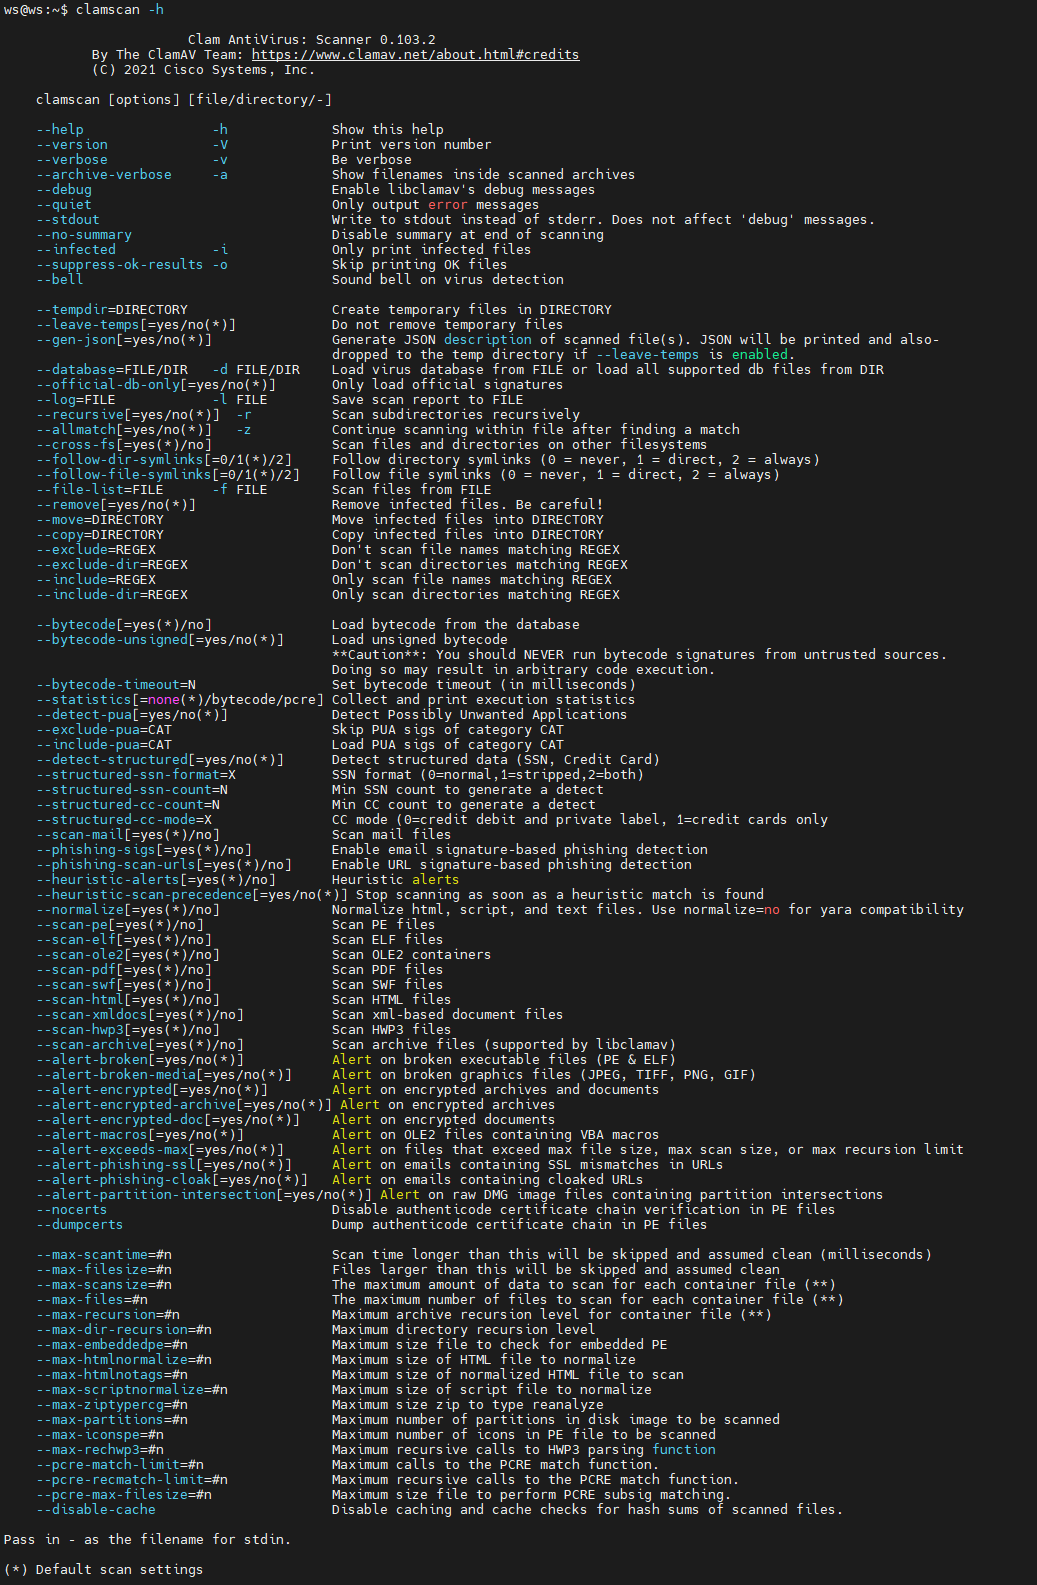 ws@ws:~$ clamscan -h
Clam AntiVirus: Scanner 0.103.2
By The ClamAV Team: https://www.clamav.net/about.html#credits
(C) 2021 Cisco Systems, Inc.
clamscan [options] [file/directory/-]
--help                -h             Show this help
--version             -V             Print version number
--verbose             -v             Be verbose
--archive-verbose     -a             Show filenames inside scanned archives
--debug                              Enable libclamav's debug messages
--quiet                              Only output error messages
--stdout                             Write to stdout instead of stderr. Does not affect 'debug' messages.
--no-summary                         Disable summary at end of scanning
--infected            -i             Only print infected files
--suppress-ok-results -o             Skip printing OK files
--bell                               Sound bell on virus detection
--tempdir=DIRECTORY                  Create temporary files in DIRECTORY
--leave-temps[=yes/no(*)]            Do not remove temporary files
--gen-json[=yes/no(*)]               Generate JSON description of scanned file(s). JSON will be printed and also-
dropped to the temp directory if --leave-temps is enabled.
--database=FILE/DIR   -d FILE/DIR    Load virus database from FILE or load all supported db files from DIR
--official-db-only[=yes/no(*)]       Only load official signatures
--log=FILE            -l FILE        Save scan report to FILE
--recursive[=yes/no(*)]  -r          Scan subdirectories recursively
--allmatch[=yes/no(*)]   -z          Continue scanning within file after finding a match
--cross-fs[=yes(*)/no]               Scan files and directories on other filesystems
--follow-dir-symlinks[=0/1(*)/2]     Follow directory symlinks (0 = never, 1 = direct, 2 = always)
--follow-file-symlinks[=0/1(*)/2]    Follow file symlinks (0 = never, 1 = direct, 2 = always)
--file-list=FILE      -f FILE        Scan files from FILE
--remove[=yes/no(*)]                 Remove infected files. Be careful!
--move=DIRECTORY                     Move infected files into DIRECTORY
--copy=DIRECTORY                     Copy infected files into DIRECTORY
--exclude=REGEX                      Don't scan file names matching REGEX
--exclude-dir=REGEX                  Don't scan directories matching REGEX
--include=REGEX                      Only scan file names matching REGEX
--include-dir=REGEX                  Only scan directories matching REGEX
--bytecode[=yes(*)/no]               Load bytecode from the database
--bytecode-unsigned[=yes/no(*)]      Load unsigned bytecode
**Caution**: You should NEVER run bytecode signatures from untrusted sources.
Doing so may result in arbitrary code execution.
--bytecode-timeout=N                 Set bytecode timeout (in milliseconds)
--statistics[=none(*)/bytecode/pcre] Collect and print execution statistics
--detect-pua[=yes/no(*)]             Detect Possibly Unwanted Applications
--exclude-pua=CAT                    Skip PUA sigs of category CAT
--include-pua=CAT                    Load PUA sigs of category CAT
--detect-structured[=yes/no(*)]      Detect structured data (SSN, Credit Card)
--structured-ssn-format=X            SSN format (0=normal,1=stripped,2=both)
--structured-ssn-count=N             Min SSN count to generate a detect
--structured-cc-count=N              Min CC count to generate a detect
--structured-cc-mode=X               CC mode (0=credit debit and private label, 1=credit cards only
--scan-mail[=yes(*)/no]              Scan mail files
--phishing-sigs[=yes(*)/no]          Enable email signature-based phishing detection
--phishing-scan-urls[=yes(*)/no]     Enable URL signature-based phishing detection
--heuristic-alerts[=yes(*)/no]       Heuristic alerts
--heuristic-scan-precedence[=yes/no(*)] Stop scanning as soon as a heuristic match is found
--normalize[=yes(*)/no]              Normalize html, script, and text files. Use normalize=no for yara compatibility
--scan-pe[=yes(*)/no]                Scan PE files
--scan-elf[=yes(*)/no]               Scan ELF files
--scan-ole2[=yes(*)/no]              Scan OLE2 containers
--scan-pdf[=yes(*)/no]               Scan PDF files
--scan-swf[=yes(*)/no]               Scan SWF files
--scan-html[=yes(*)/no]              Scan HTML files
--scan-xmldocs[=yes(*)/no]           Scan xml-based document files
--scan-hwp3[=yes(*)/no]              Scan HWP3 files
--scan-archive[=yes(*)/no]           Scan archive files (supported by libclamav)
--alert-broken[=yes/no(*)]           Alert on broken executable files (PE & ELF)
--alert-broken-media[=yes/no(*)]     Alert on broken graphics files (JPEG, TIFF, PNG, GIF)
--alert-encrypted[=yes/no(*)]        Alert on encrypted archives and documents
--alert-encrypted-archive[=yes/no(*)] Alert on encrypted archives
--alert-encrypted-doc[=yes/no(*)]    Alert on encrypted documents
--alert-macros[=yes/no(*)]           Alert on OLE2 files containing VBA macros
--alert-exceeds-max[=yes/no(*)]      Alert on files that exceed max file size, max scan size, or max recursion limit
--alert-phishing-ssl[=yes/no(*)]     Alert on emails containing SSL mismatches in URLs
--alert-phishing-cloak[=yes/no(*)]   Alert on emails containing cloaked URLs
--alert-partition-intersection[=yes/no(*)] Alert on raw DMG image files containing partition intersections
--nocerts                            Disable authenticode certificate chain verification in PE files
--dumpcerts                          Dump authenticode certificate chain in PE files
--max-scantime=#n                    Scan time longer than this will be skipped and assumed clean (milliseconds)
--max-filesize=#n                    Files larger than this will be skipped and assumed clean
--max-scansize=#n                    The maximum amount of data to scan for each container file (**)
--max-files=#n                       The maximum number of files to scan for each container file (**)
--max-recursion=#n                   Maximum archive recursion level for container file (**)
--max-dir-recursion=#n               Maximum directory recursion level
--max-embeddedpe=#n                  Maximum size file to check for embedded PE
--max-htmlnormalize=#n               Maximum size of HTML file to normalize
--max-htmlnotags=#n                  Maximum size of normalized HTML file to scan
--max-scriptnormalize=#n             Maximum size of script file to normalize
--max-ziptypercg=#n                  Maximum size zip to type reanalyze
--max-partitions=#n                  Maximum number of partitions in disk image to be scanned
--max-iconspe=#n                     Maximum number of icons in PE file to be scanned
--max-rechwp3=#n                     Maximum recursive calls to HWP3 parsing function
--pcre-match-limit=#n                Maximum calls to the PCRE match function.
--pcre-recmatch-limit=#n             Maximum recursive calls to the PCRE match function.
--pcre-max-filesize=#n               Maximum size file to perform PCRE subsig matching.
--disable-cache                      Disable caching and cache checks for hash sums of scanned files.
Pass in - as the filename for stdin.
(*) Default scan settings